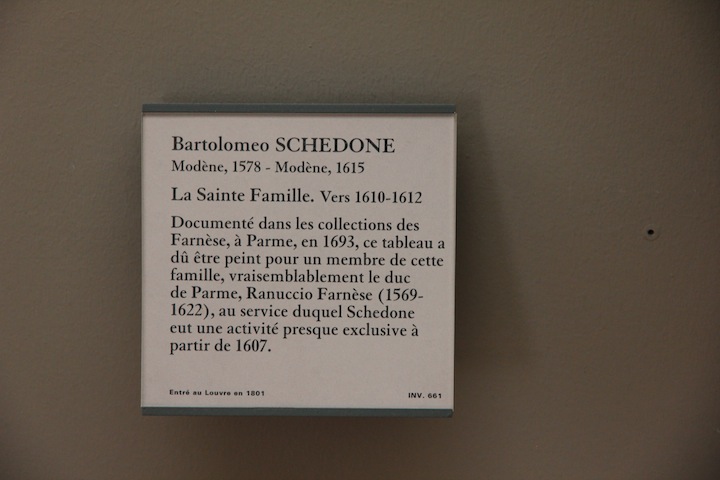 Bartolomeo SCHEDONE
Modène, 1578 - Modène, 1615
La Sainte Famille. Vers 1610-1612
Documenté dans les collections des
Farnèse, à Parme, en 1693, ce tableau a
dû être peint pour un membre de cette
famille, vraisemblablement le duc
de Parme, Ranuccio Farnèse (1569-
1622), au service duquel Schedone
eut une activité presque exclusive à
partir de 1607.
Entré au Louvre en 1801
INV. 661